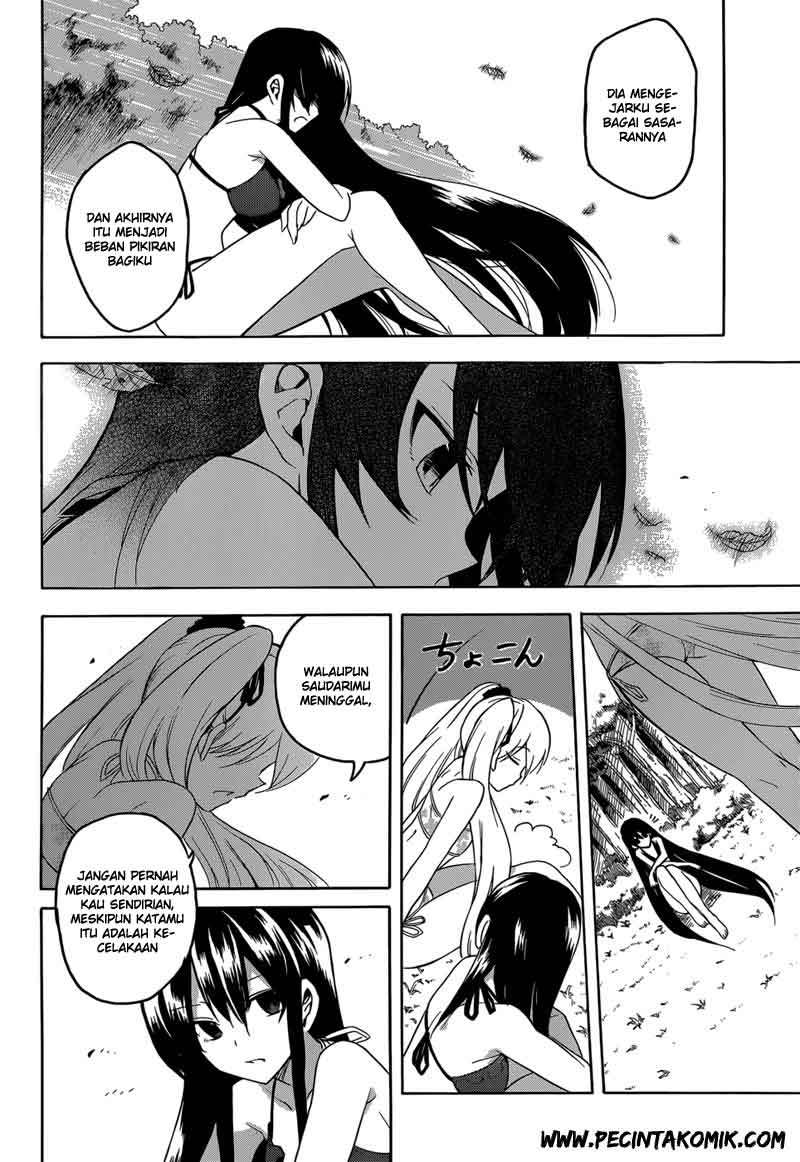 DIA MENGE-
JARKU SE-
BAGAI SASA-
RANNYA
DAN AKHIRNYA
ITU MENJADI
BEBAN PIKIRAN
BAGIKU
ちょこん
WALAUPUN
SAUDARIMU
MENINGGAL,
JANGAN PERNAH
MENGATAKAN KALAU
KAU SENDIRIAN,
MESKIPUN KATAMU
ITU ADALAH KE-
CELAKAAN
WWW.PECINTAKOMIK.COM